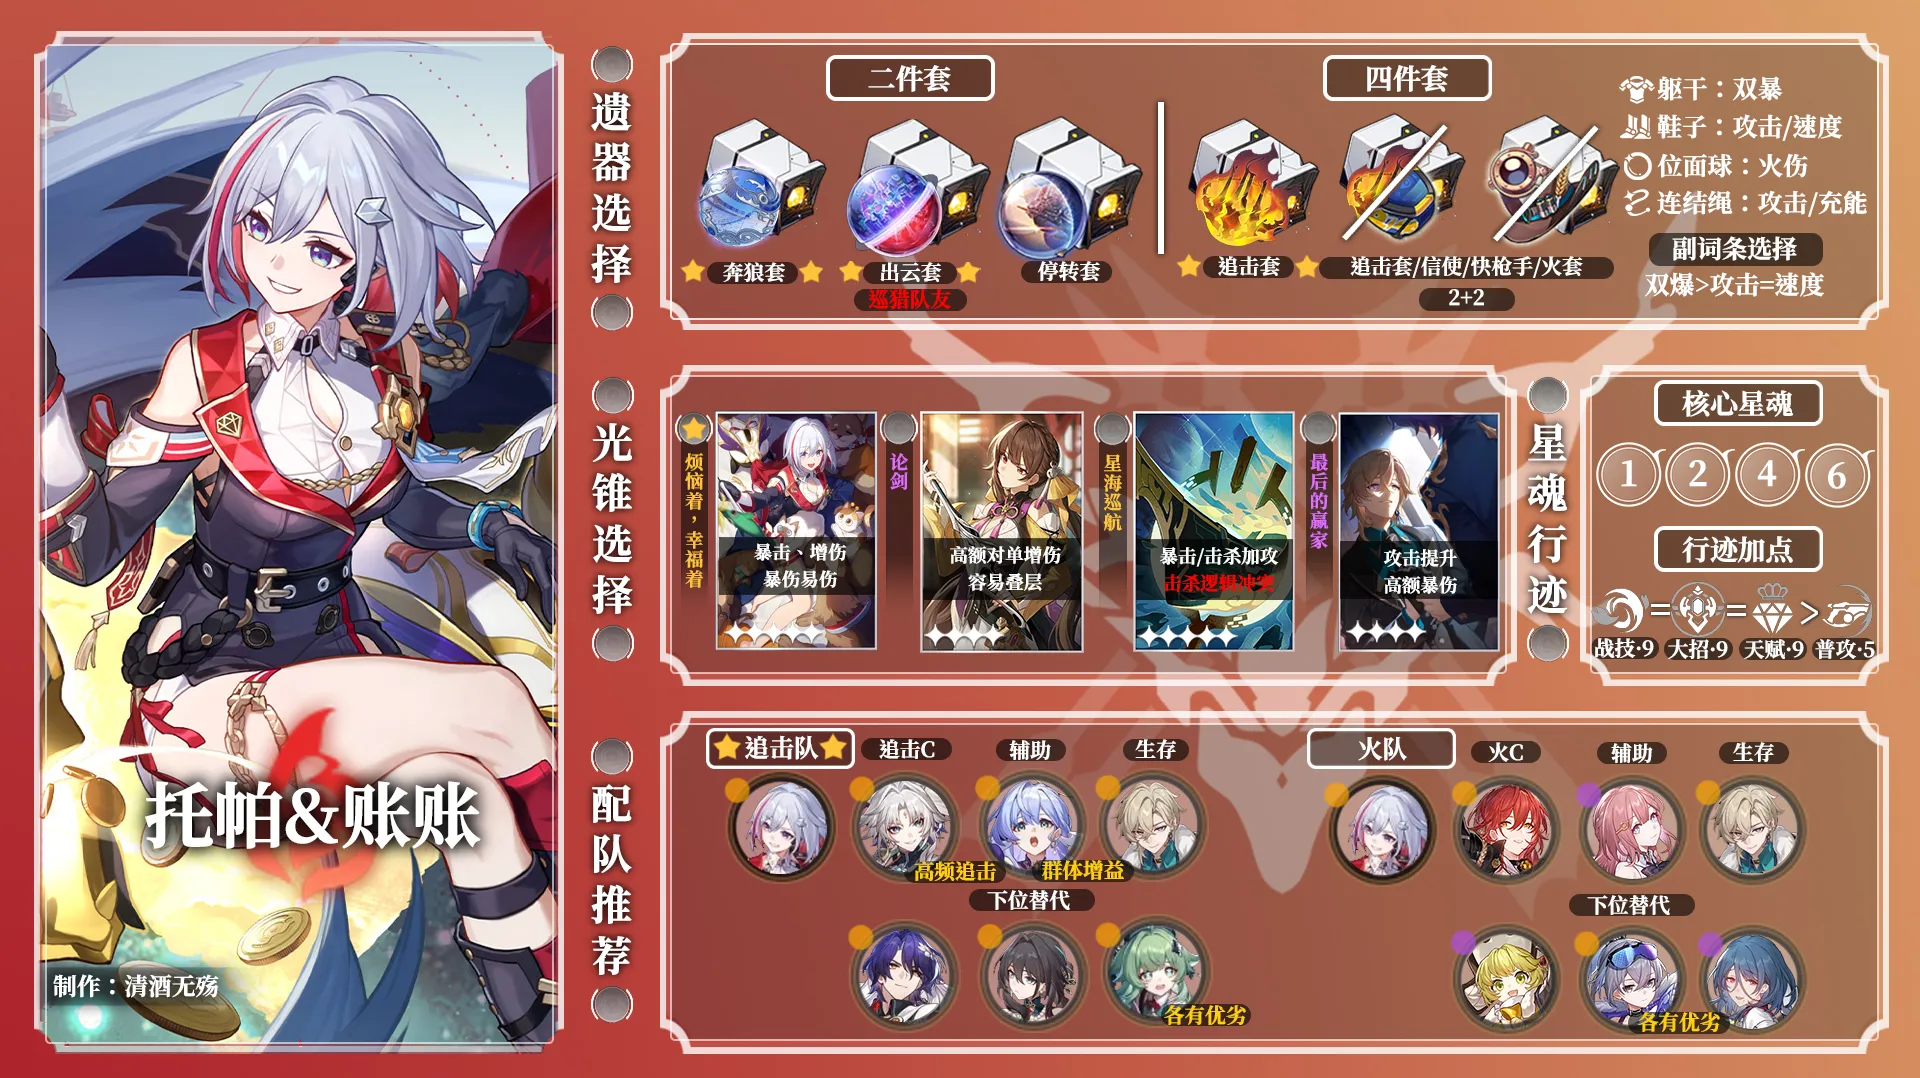 遗器选择
二件套
奔狼套
出云套
巡猎队友
停转套
四件套
追击套
追击套/信使/快枪手/火套
2+2
躯干：双暴
鞋子：攻击/速度
位面球：火伤
连结绳：攻击/充能
副词条选择
双爆>攻击=速度
光锥选择
烦恼着，幸福着
暴击、增伤
暴伤易伤
论剑
高额对单增伤
容易叠层
星海巡航
暴击/击杀加攻
击杀逻辑冲突
最后的赢家
攻击提升
高额暴伤
星魂行迹
核心星魂
1 2 4 6
行迹加点
= = >
战技·9 大招·9 天赋·9 普攻·5
配队推荐
追击队 追击C 辅助 生存
高频追击 群体增益
下位替代
各有优劣
火队 火C 辅助 生存
下位替代
各有优劣
托帕&账账
制作：清酒无殇